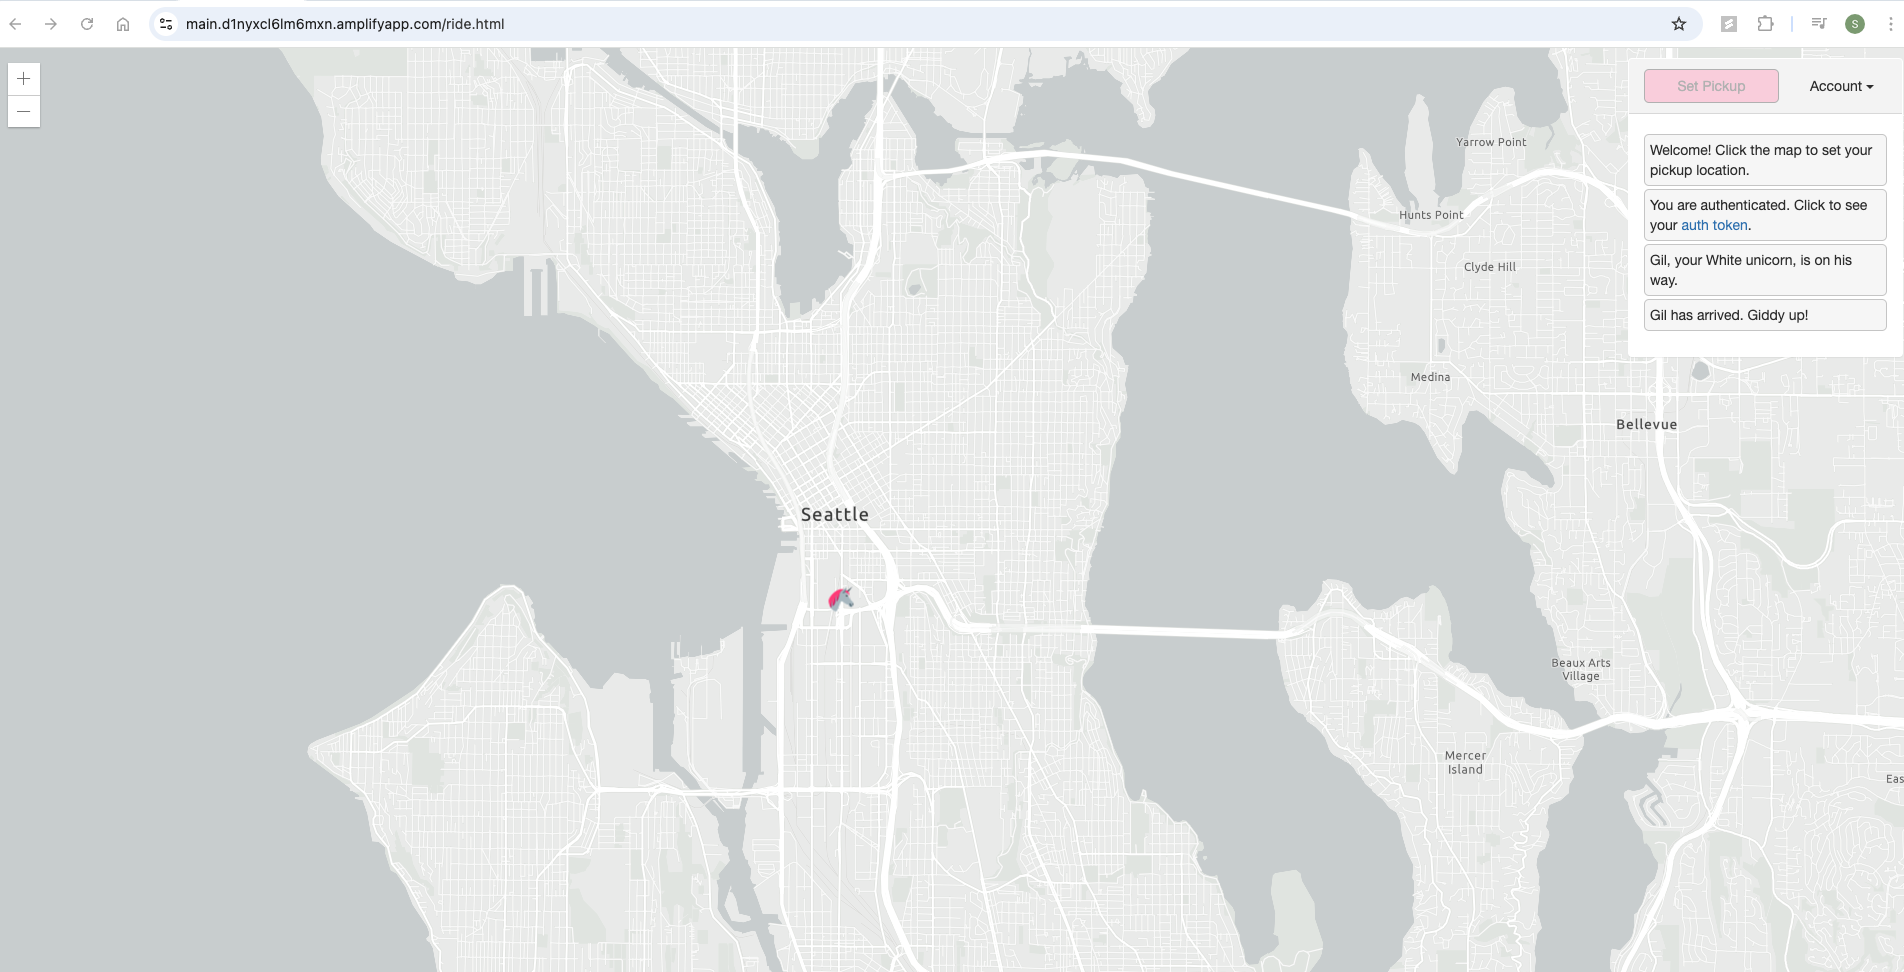 main.d1nyxcl6lm6mxn.amplifyapp.com/ride.html
S
Set Pickup
Account
Welcome! Click the map to set your
pickup location.
You are authenticated. Click to see
your auth token.
Gil, your White unicorn, is on his
way.
Gil has arrived. Giddy up!
Yarrow Point
Hunts Point
Clyde Hill
Medina
Bellevue
Seattle
Beaux Arts
Village
Mercer
Island
Eas